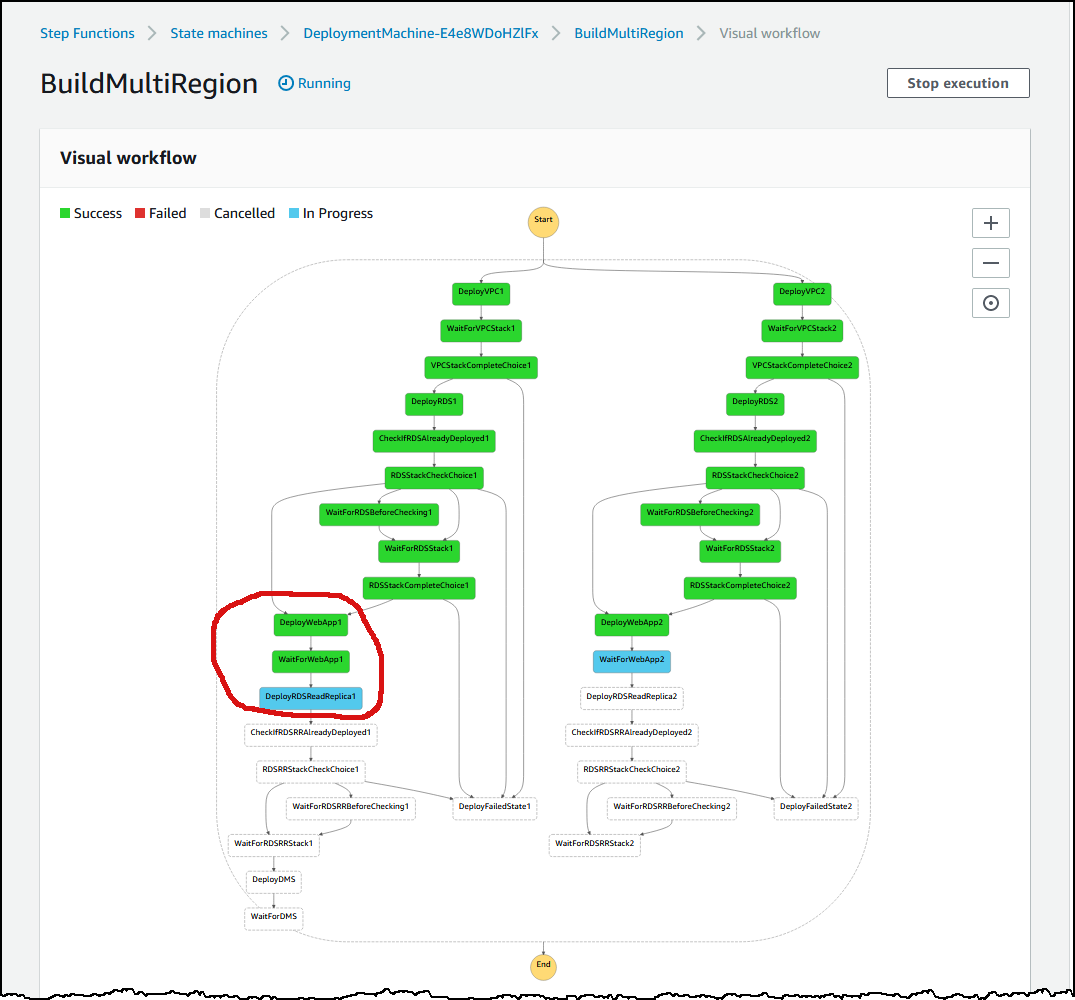 Step Functions > State machines > DeploymentMachine-E4e8WDoHZlFx > BuildMultiRegion > Visual workflow
BuildMultiRegion Running
Stop execution
Visual workflow
Success Failed Cancelled In Progress
Start
DeployVPC1 DeployVPC2
WaitForVPCStack1 WaitForVPCStack2
VPCStackCompleteChoice1 VPCStackCompleteChoice2
DeployRDS1 DeployRDS2
CheckIfRDSAlreadyDeployed1 CheckIfRDSAlreadyDeployed2
RDSStackCheckChoice1 RDSStackCheckChoice2
WaitForRDSBeforeChecking1 WaitForRDSBeforeChecking2
WaitForRDSStack1 WaitForRDSStack2
RDSStackCompleteChoice1 RDSStackCompleteChoice2
DeployWebApp1 DeployWebApp2
WaitForWebApp1 WaitForWebApp2
DeployRDSReadReplica1 DeployRDSReadReplica2
CheckIfRDSRRAlreadyDeployed1 CheckIfRDSRRAlreadyDeployed2
RDSRRStackCheckChoice1 RDSRRStackCheckChoice2
WaitForRDSRRBeforeChecking1 DeployFailedState1 WaitForRDSRRBeforeChecking2 DeployFailedState2
WaitForRDSRRStack1 WaitForRDSRRStack2
DeployDMS
WaitForDMS
End